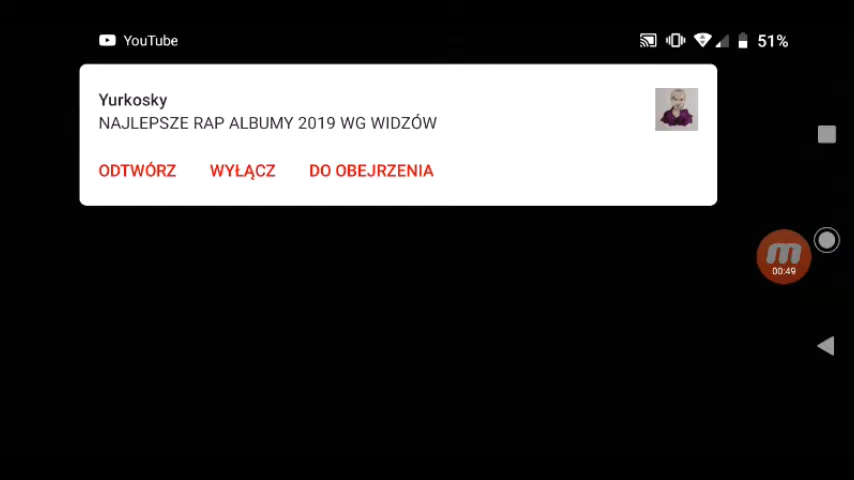 YouTube
51%
Yurkosky
NAJLEPSZE RAP ALBUMY 2019 WG WIDZÓW
ODTWÓRZ WYŁĄCZ DO OBEJRZENIA
m
00:49